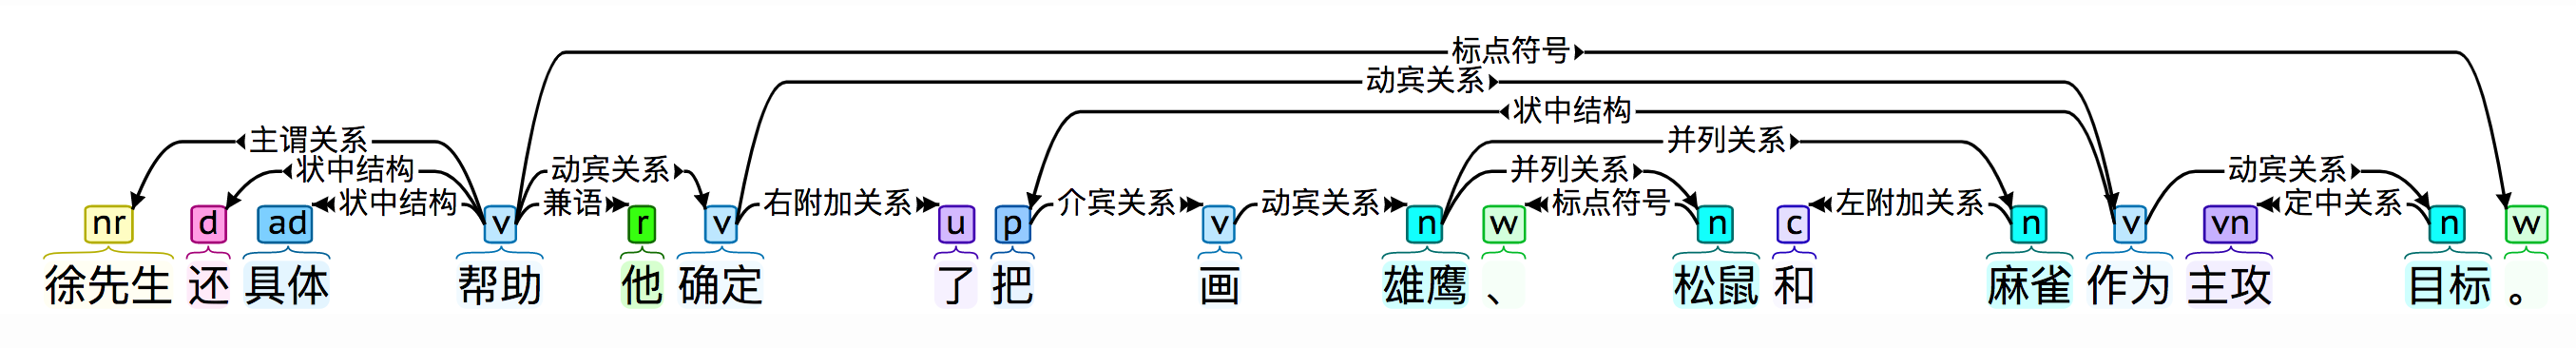 标点符号
动宾关系
状中结构
主谓关系 并列关系
状中结构 动宾关系 并列关系 动宾关系
状中结构 兼语 右附加关系 介宾关系 动宾关系 标点符号 左附加关系 定中关系
nr d ad v r v u p v n w n c n v vn n w
徐先生 还 具体 帮助 他 确定 了 把 画 雄鹰 、 松鼠 和 麻雀 作为 主攻 目标 。